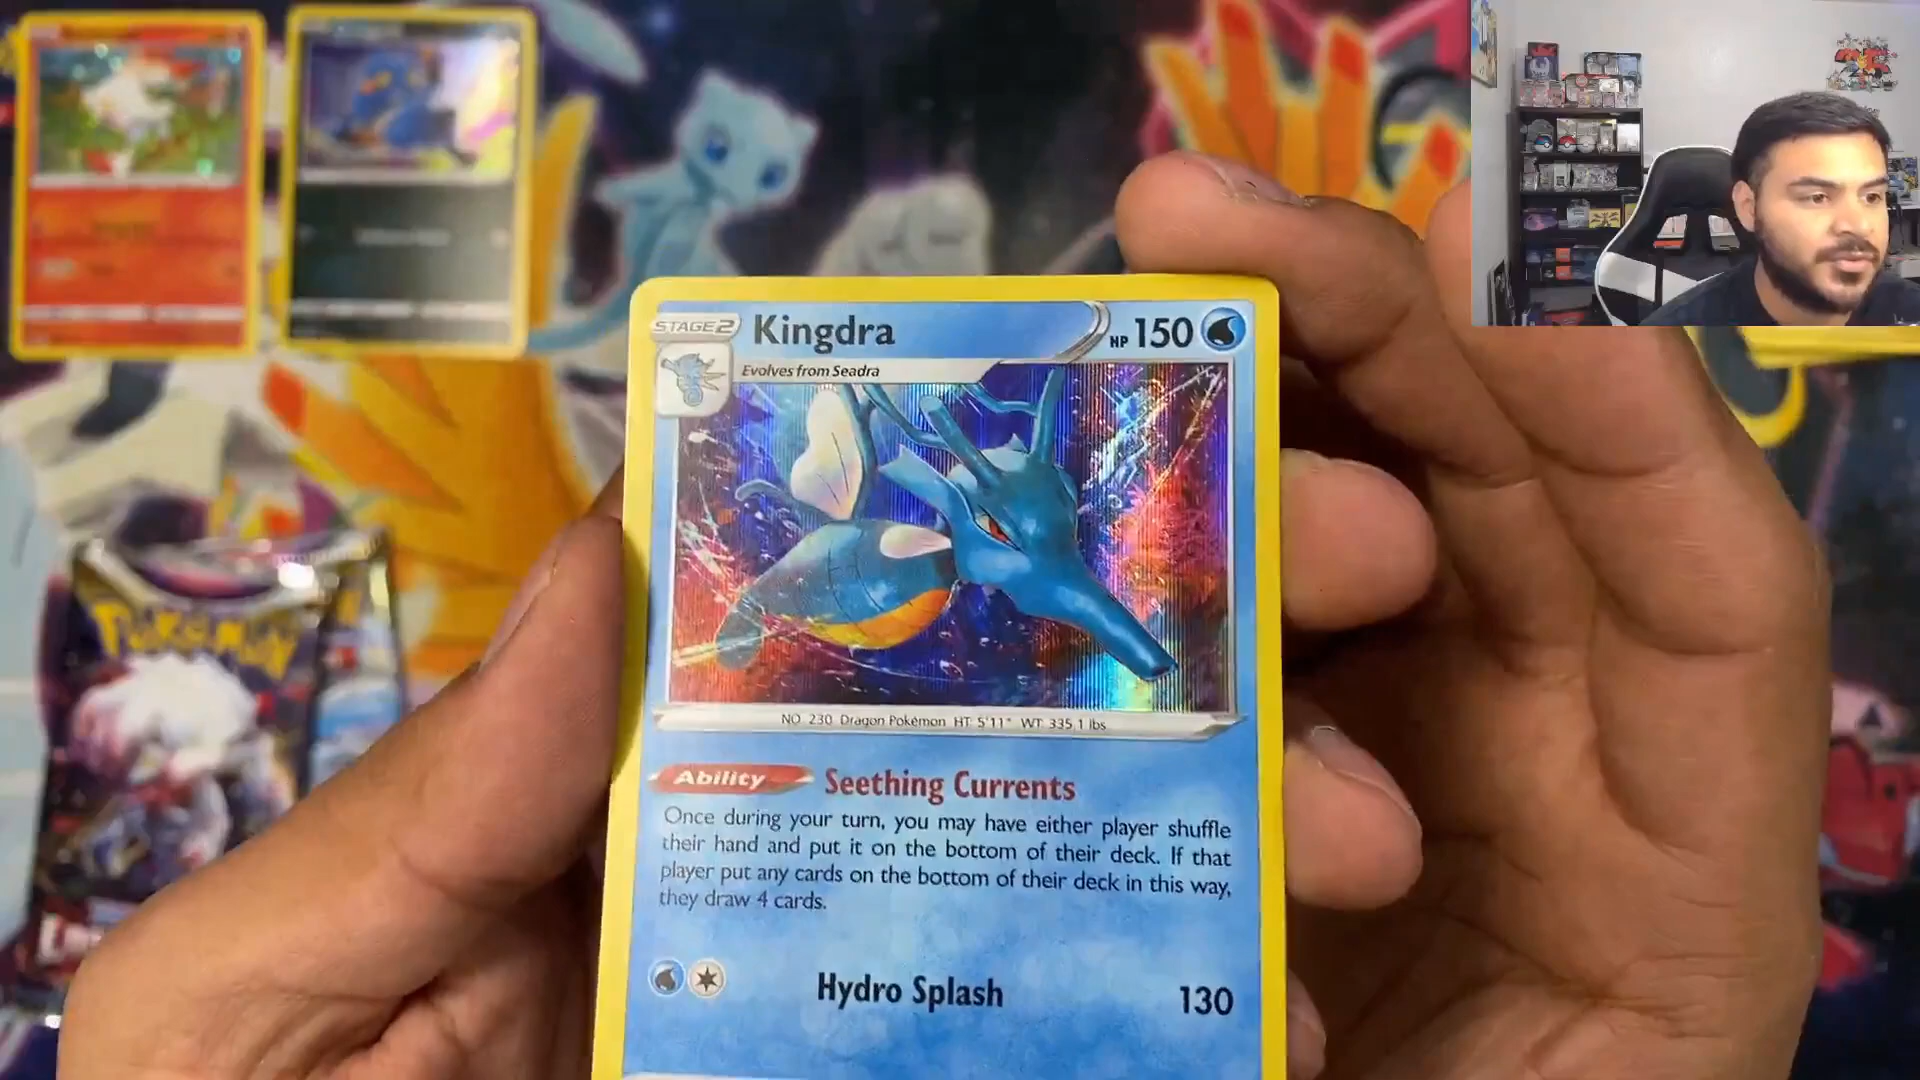 STAGE2
Kingdra
HP 150
Evolves from Seadra
NO. 230 Dragon Pokémon HT: 5'11" WT: 335.1 lbs
Ability Seething Currents
Once during your turn, you may have either player shuffle
their hand and put it on the bottom of their deck. If that
player put any cards on the bottom of their deck in this way,
they draw 4 cards.
Hydro Splash 130
POKéMON